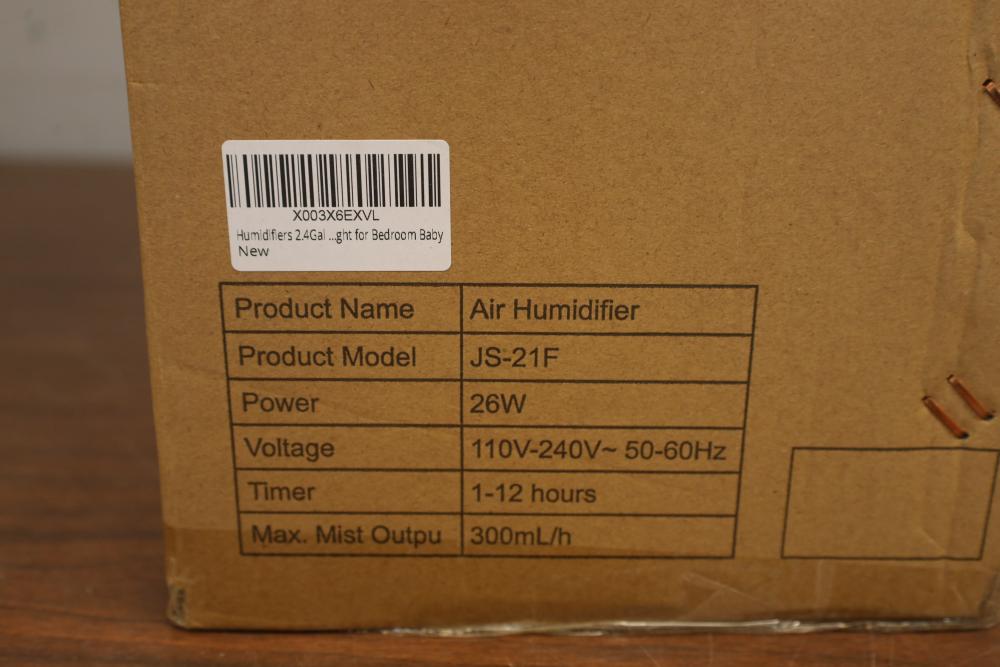 X003X6EXVL
Humidifiers 2.4Gal ...ght for Bedroom Baby
New
Product Name Air Humidifier
Product Model JS-21F
Power 26W
Voltage 110V-240V~ 50-60Hz
Timer 1-12 hours
Max. Mist Outpu 300mL/h